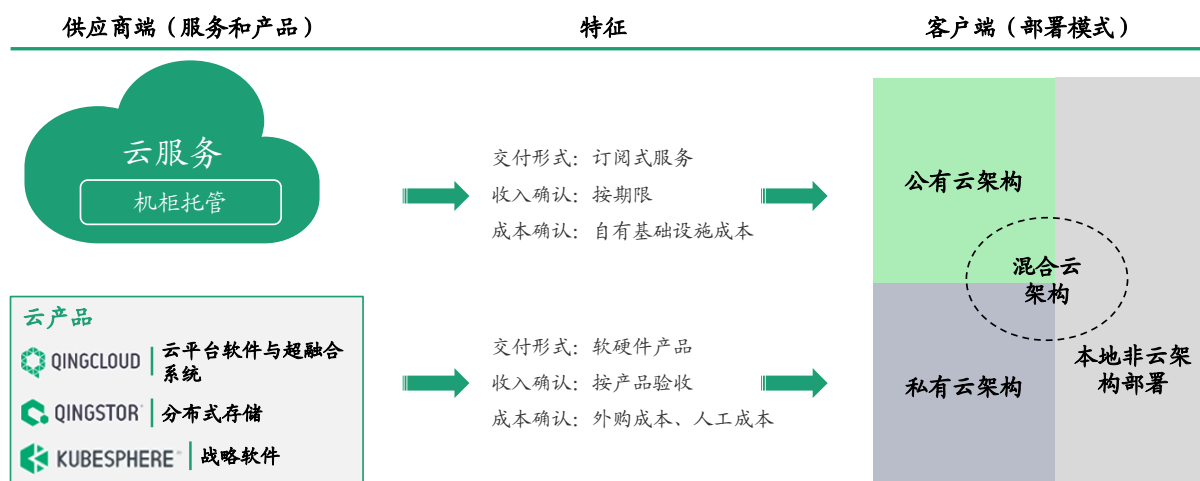 供应商端（服务和产品）
特征
客户端（部署模式）
云服务
机柜托管
交付形式：订阅式服务
收入确认：按期限
成本确认：自有基础设施成本
公有云架构
混合云
架构
云产品
QINGCLOUD
云平台软件与超融合
系统
QINGSTOR
分布式存储
KUBESPHERE
战略软件
交付形式：软硬件产品
收入确认：按产品验收
成本确认：外购成本、人工成本
私有云架构
本地非云架
构部署